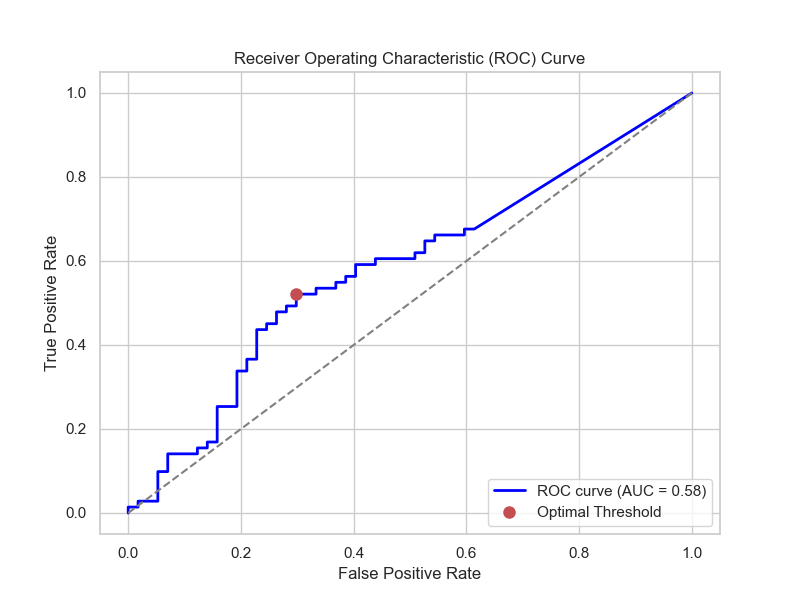 Receiver Operating Characteristic (ROC) Curve
1.0
0.8
0.6
0.4
0.2
0.0
True Positive Rate
0.0 0.2 0.4 0.6 0.8 1.0
False Positive Rate
ROC curve (AUC = 0.58)
Optimal Threshold